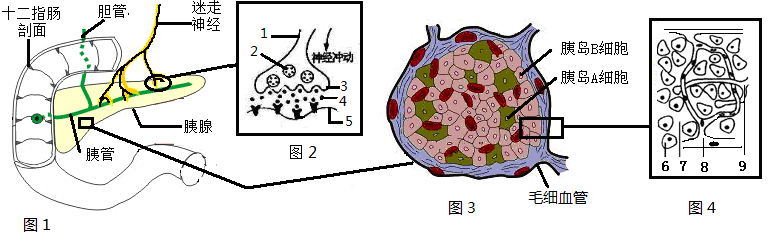 十二指肠
剖面
胆管.
迷走
神经
胰腺
胰管
图1
1
2
神经冲动
3
4
5
图 2
胰岛B细胞
胰岛A细胞
毛细血管
图 3
6 7 8 9
图 4